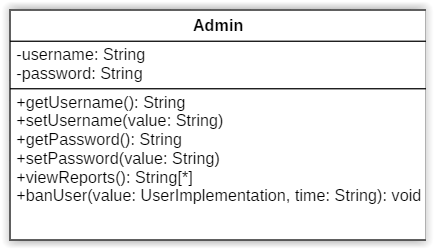 Admin
-username: String
-password: String
+getUsername(): String
+setUsername(value: String)
+getPassword(): String
+setPassword(value: String)
+viewReports(): String[*]
+banUser(value: UserImplementation, time: String): void